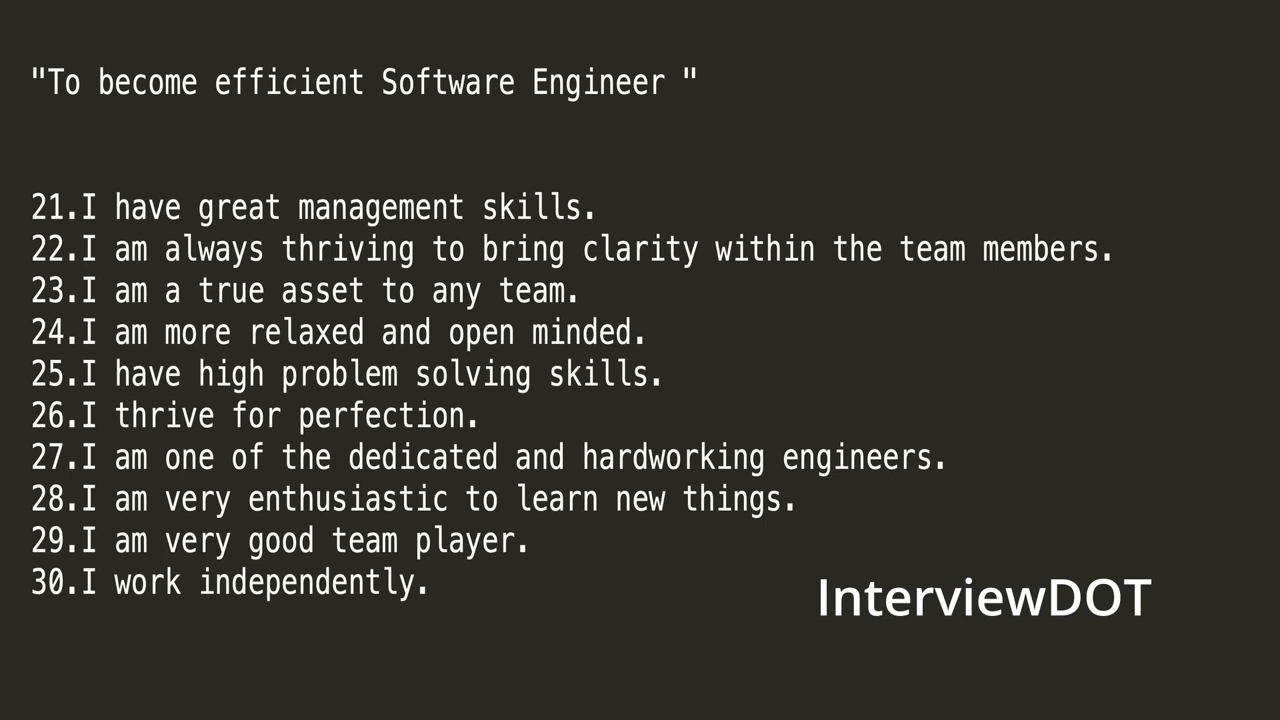 "To become efficient Software Engineer "
21.I have great management skills.
22.I am always thriving to bring clarity within the team members.
23.I am a true asset to any team.
24.I am more relaxed and open minded.
25.I have high problem solving skills.
26.I thrive for perfection.
27.I am one of the dedicated and hardworking engineers.
28.I am very enthusiastic to learn new things.
29.I am very good team player.
30.I work independently.
InterviewDOT